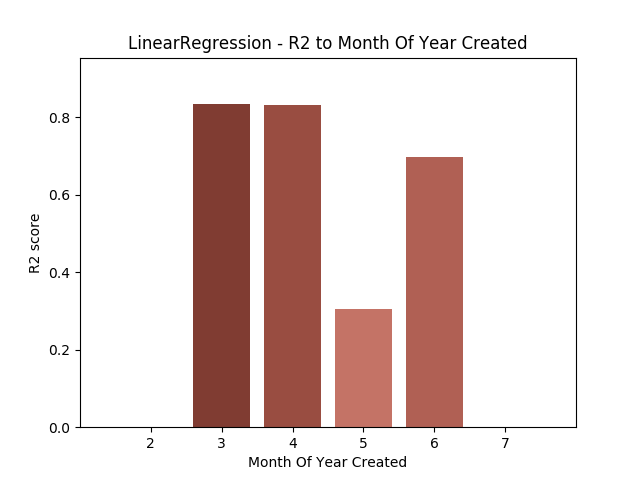 LinearRegression - R2 to Month Of Year Created
R2 score
0.8
0.6
0.4
0.2
0.0
2 3 4 5 6 7
Month Of Year Created